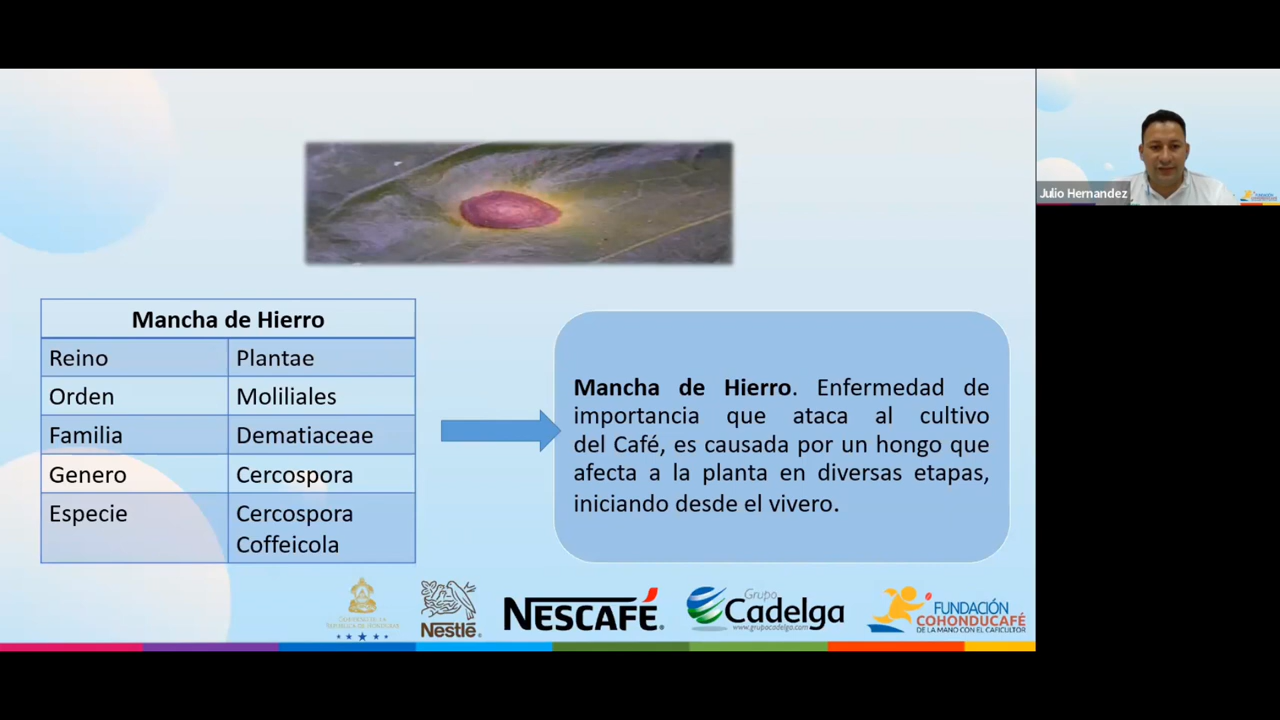 Julio Hernandez
Mancha de Hierro
Reino Plantae
Orden Moliliales
Familia Dematiaceae
Genero Cercospora
Especie Cercospora
Coffeicola
Mancha de Hierro. Enfermedad de
importancia que ataca al cultivo
del Café, es causada por un hongo que
afecta a la planta en diversas etapas,
iniciando desde el vivero.
Nestlé
NESCAFÉ
Grupo
Cadelga
www.grupocadelga.com
FUNDACIÓN
COHONDUCAFÉ
DE LA MANO CON EL CAFICULTOR